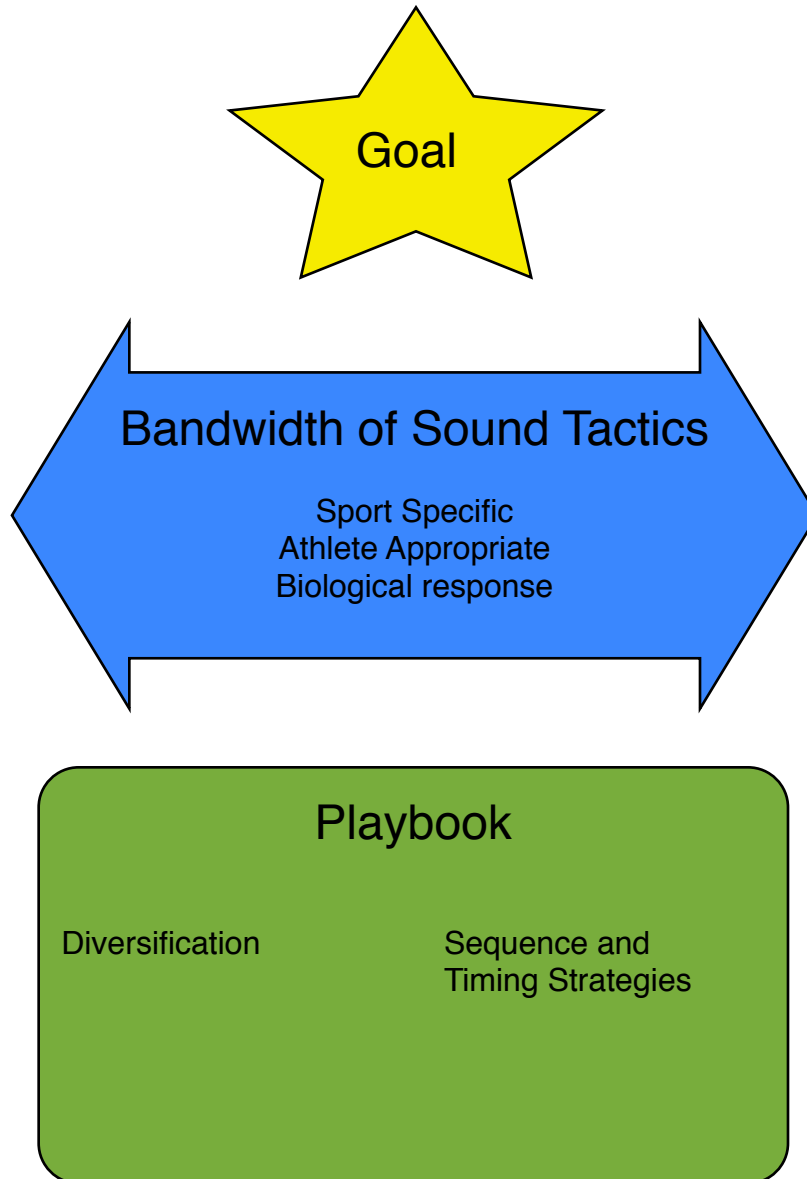 Goal
Bandwidth of Sound Tactics
Sport Specific
Athlete Appropriate
Biological response
Playbook
Diversification
Sequence and
Timing Strategies